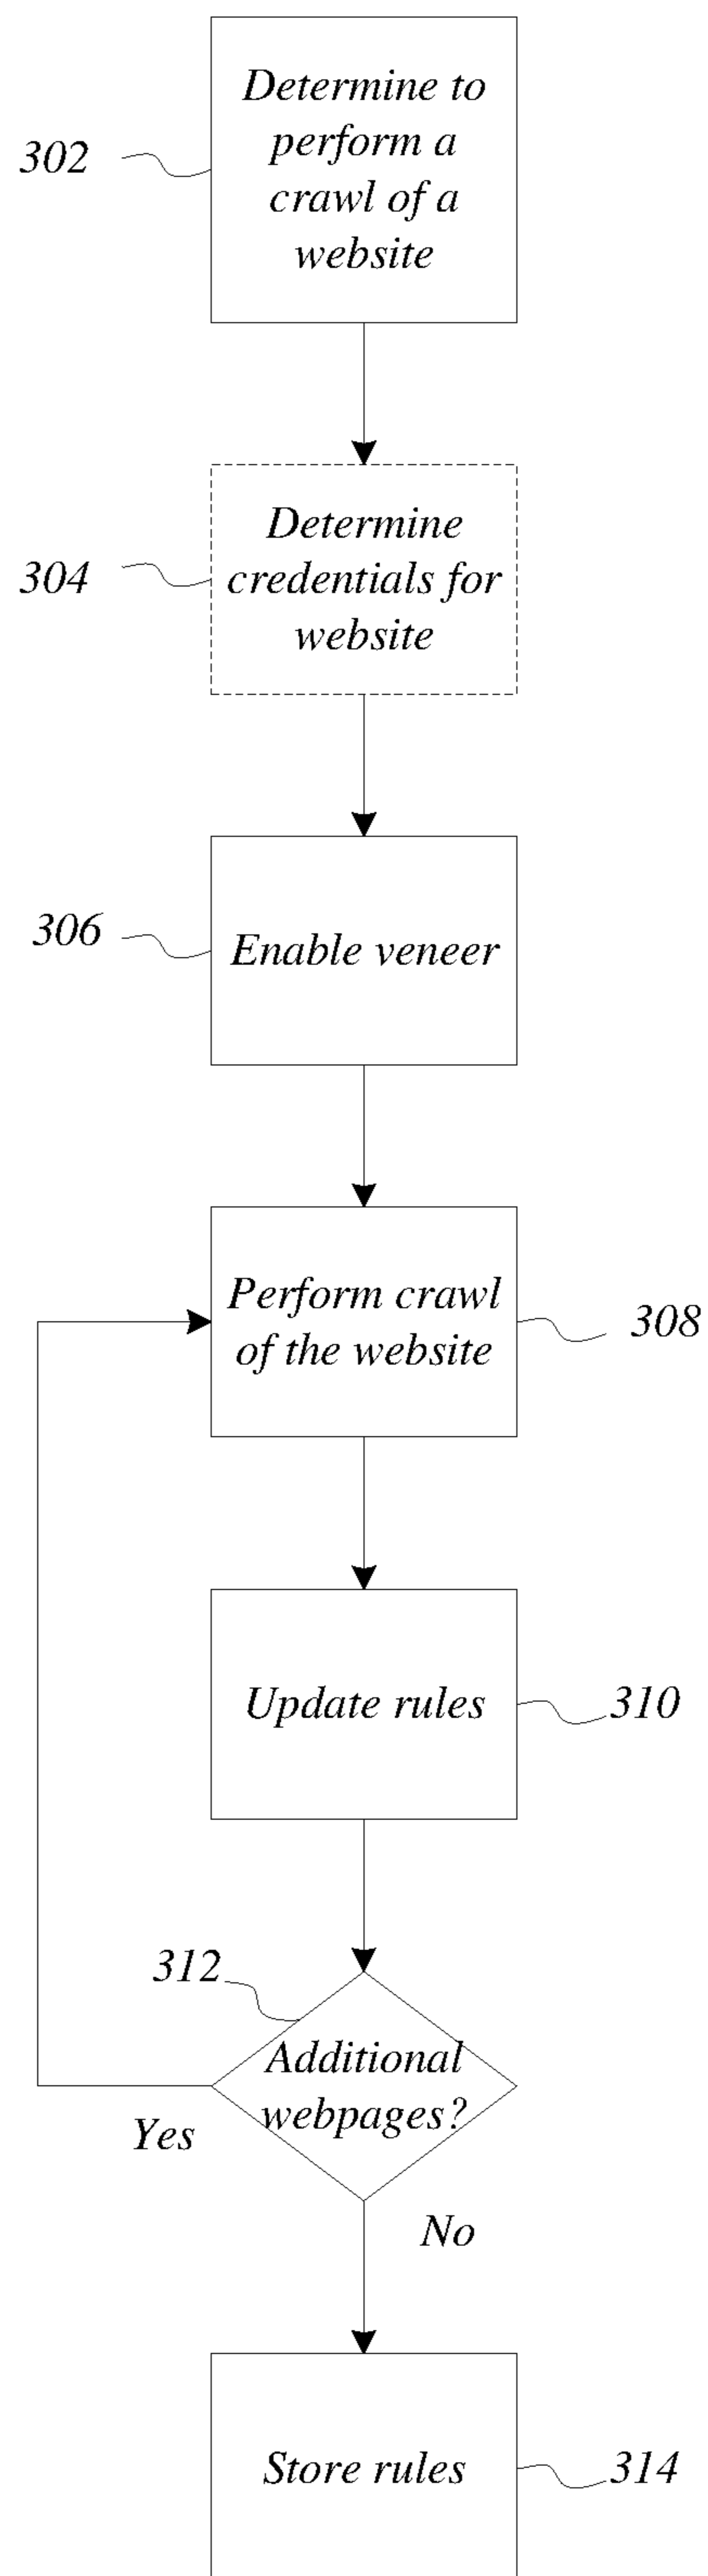 Determine to
perform a
crawl of a
website
302
Determine
credentials for
website
304
306
Enable veneer
Perform crawl
of the website
308
Update rules
310
312
Additional
webpages?
Yes
No
Store rules
314